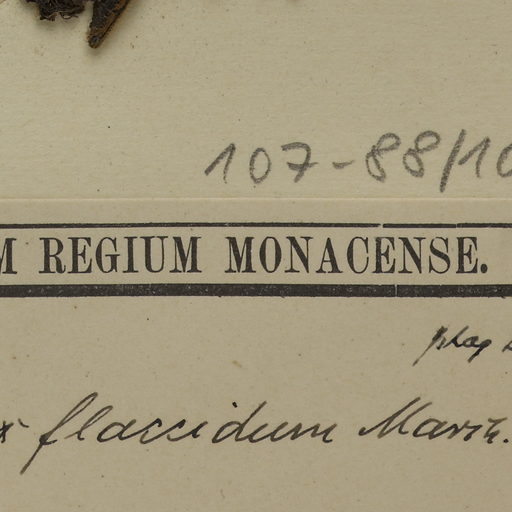 107-88/10
M REGIUM MONACENSE.
flaccidum Mart.